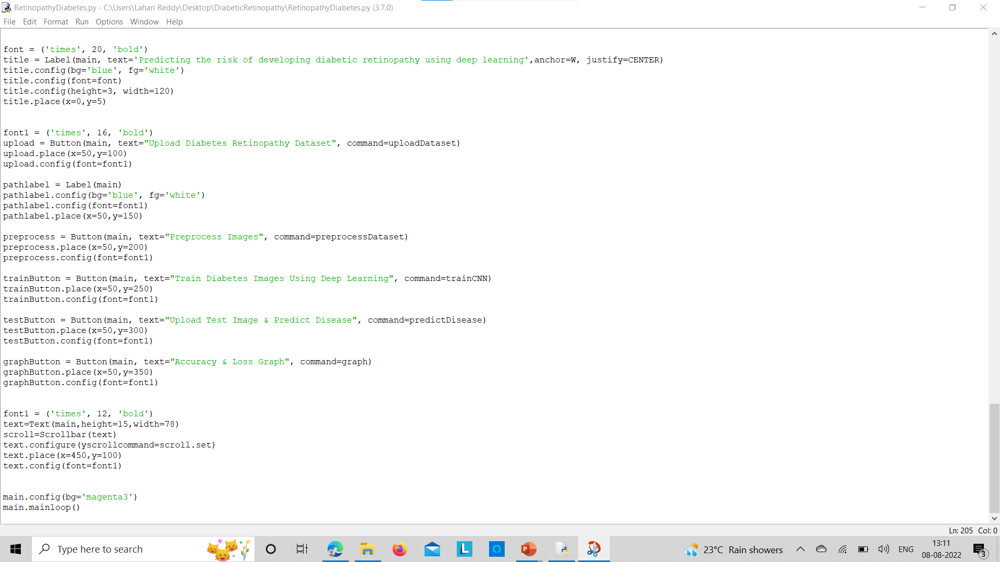 RetinopathyDiabetes.py - C:\Users\Lahari Reddy\Desktop\DiabeticRetinopathy\RetinopathyDiabetes.py (3.7.0)
File Edit Format Run Options Window Help
font = ('times', 20, 'bold')
title = Label(main, text='Predicting the risk of developing diabetic retinopathy using deep learning',anchor=W, justify=CENTER)
title.config(bg='blue', fg='white')
title.config(font=font)
title.config(height=3, width=120)
title.place(x=0,y=5)
font1 = ('times', 16, 'bold')
upload = Button(main, text="Upload Diabetes Retinopathy Dataset", command=uploadDataset)
upload.place(x=50,y=100)
upload.config(font=font1)
pathlabel = Label(main)
pathlabel.config(bg='blue', fg='white')
pathlabel.config(font=font1)
pathlabel.place(x=50,y=150)
preprocess = Button(main, text="Preprocess Images", command=preprocessDataset)
preprocess.place(x=50,y=200)
preprocess.config(font=font1)
trainButton = Button(main, text="Train Diabetes Images Using Deep Learning", command=trainCNN)
trainButton.place(x=50,y=250)
trainButton.config(font=font1)
testButton = Button(main, text="Upload Test Image & Predict Disease", command=predictDisease)
testButton.place(x=50,y=300)
testButton.config(font=font1)
graphButton = Button(main, text="Accuracy & Loss Graph", command=graph)
graphButton.place(x=50,y=350)
graphButton.config(font=font1)
font1 = ('times', 12, 'bold')
text=Text(main,height=15,width=78)
scroll=Scrollbar(text)
text.configure(yscrollcommand=scroll.set)
text.place(x=450,y=100)
text.config(font=font1)
main.config(bg='magenta3')
main.mainloop()
Ln: 205 Col: 0
Type here to search
L
P
23°C Rain showers
ENG
13:11
08-08-2022
3